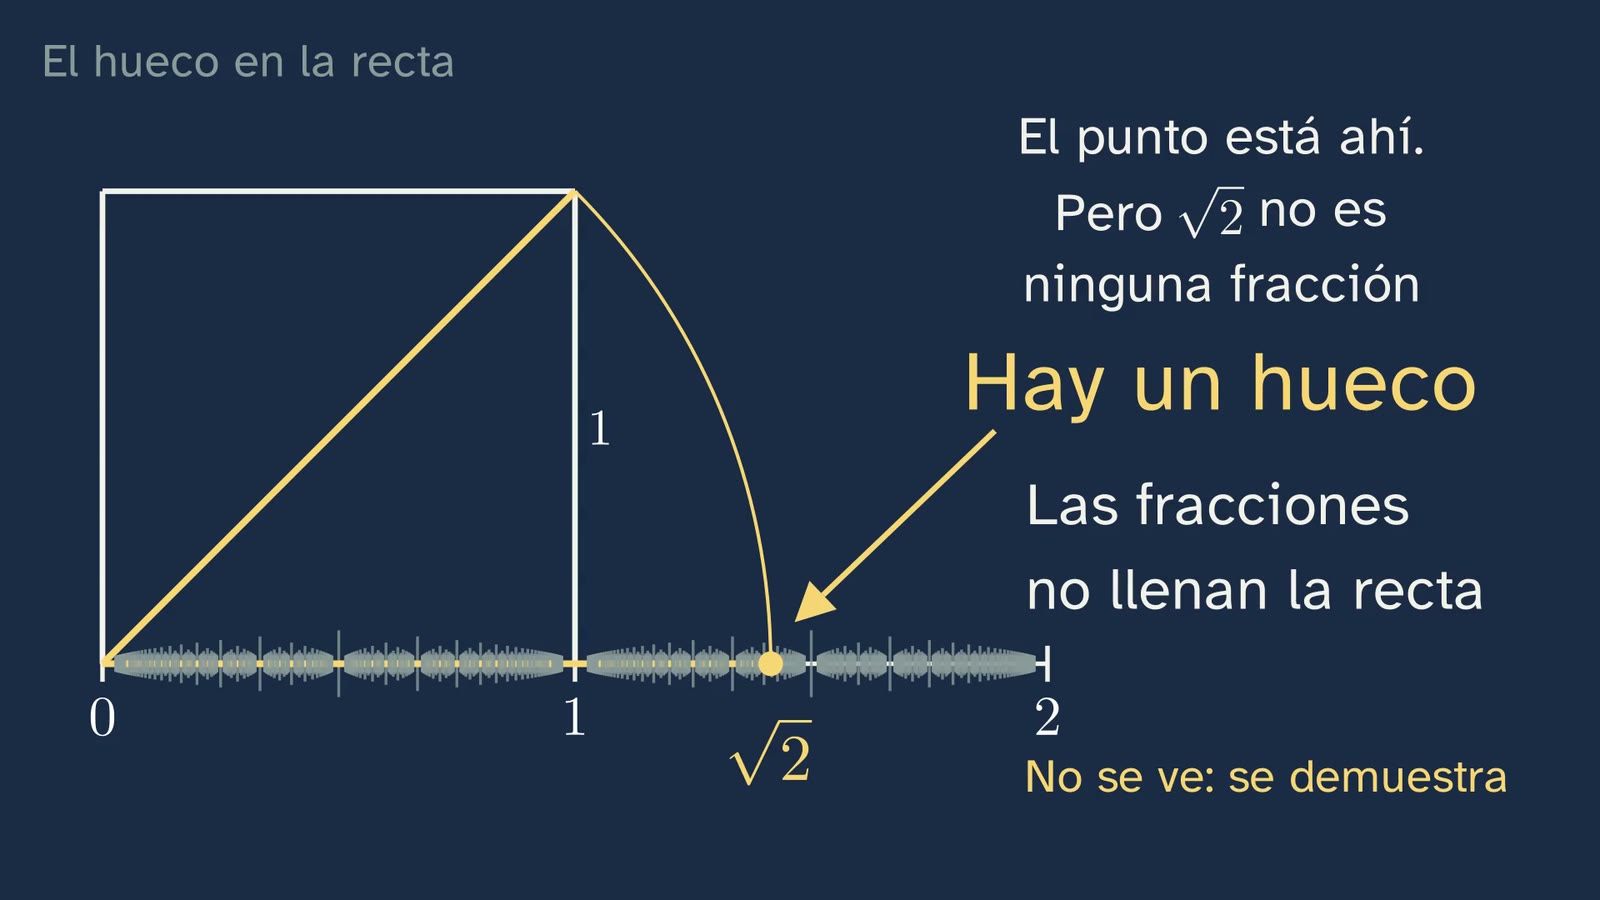 El hueco en la recta
El punto está ahí.
Pero √2 no es
ninguna fracción
Hay un hueco
1
Las fracciones
no llenan la recta
0
1
√2
2
No se ve: se demuestra